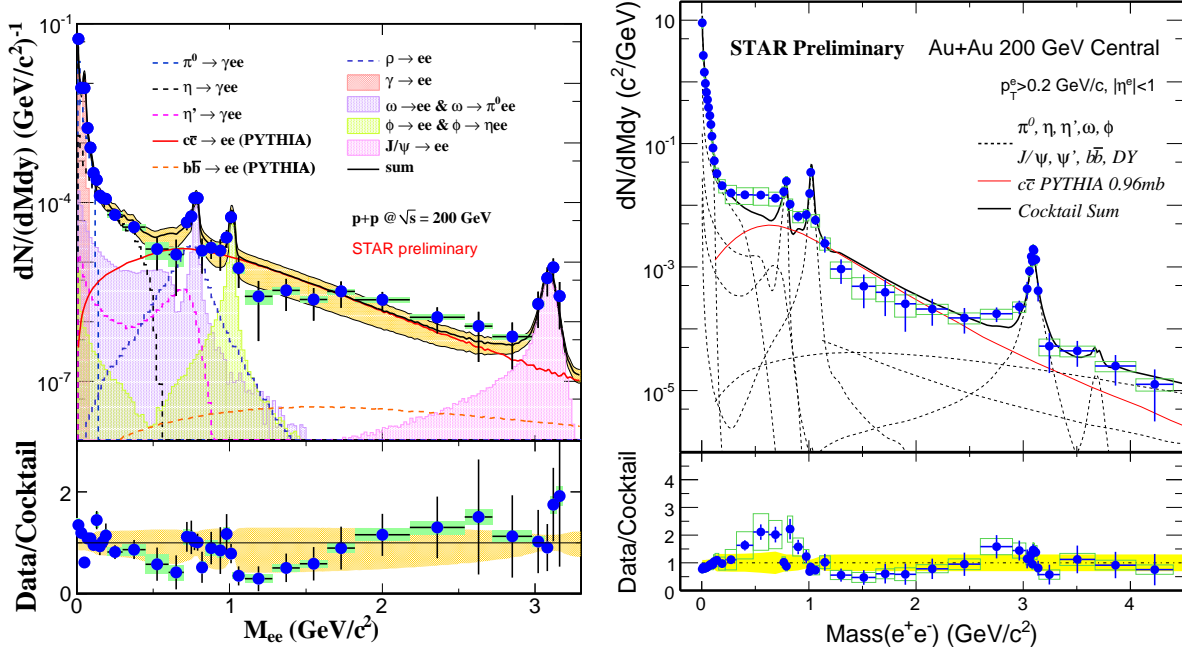 10⁻¹
10⁻⁴
10⁻⁷
dN/(dMdy) (GeV/c²)⁻¹
π⁰ → γee
η → γee
η' → γee
cc̅ → ee (PYTHIA)
bb̅ → ee (PYTHIA)
ρ → ee
γ → ee
ω → ee & ω → π⁰ee
ϕ → ee & ϕ → ηee
J/ψ → ee
sum
p+p @ √s = 200 GeV
STAR preliminary
Data/Cocktail
2
1
0
0 1 2 3
M_ee (GeV/c²)
dN/dMdy (c²/GeV)
10
10⁻¹
10⁻³
10⁻⁵
STAR Preliminary Au+Au 200 GeV Central
p_T^e>0.2 GeV/c, |η^e|<1
π⁰, η, η', ω, ϕ
J/ψ, ψ', bb̅, DY
cc̅ PYTHIA 0.96mb
Cocktail Sum
Data/Cocktail
4
3
2
1
0
0 1 2 3 4
Mass(e⁺e⁻) (GeV/c²)